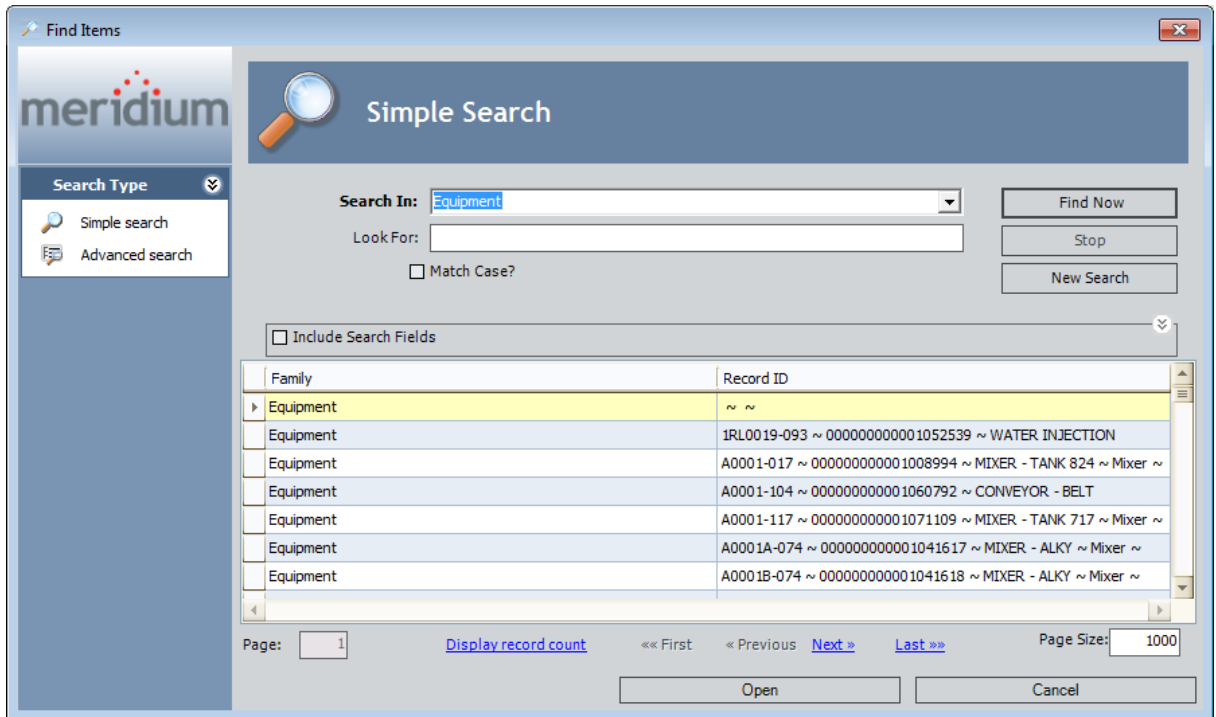 Find Items
meridium
Simple Search
Search Type
Simple search
Advanced search
Search In: Equipment
Look For:
Match Case?
Find Now
Stop
New Search
Include Search Fields
Family Record ID
Equipment ~ ~
Equipment 1RL0019-093 ~ 000000000001052539 ~ WATER INJECTION
Equipment A0001-017 ~ 000000000001008994 ~ MIXER - TANK 824 ~ Mixer ~
Equipment A0001-104 ~ 000000000001060792 ~ CONVEYOR - BELT
Equipment A0001-117 ~ 000000000001071109 ~ MIXER - TANK 717 ~ Mixer ~
Equipment A0001A-074 ~ 000000000001041617 ~ MIXER - ALKY ~ Mixer ~
Equipment A0001B-074 ~ 000000000001041618 ~ MIXER - ALKY ~ Mixer ~
Page: 1 Display record count «« First « Previous Next » Last »» Page Size: 1000
Open Cancel